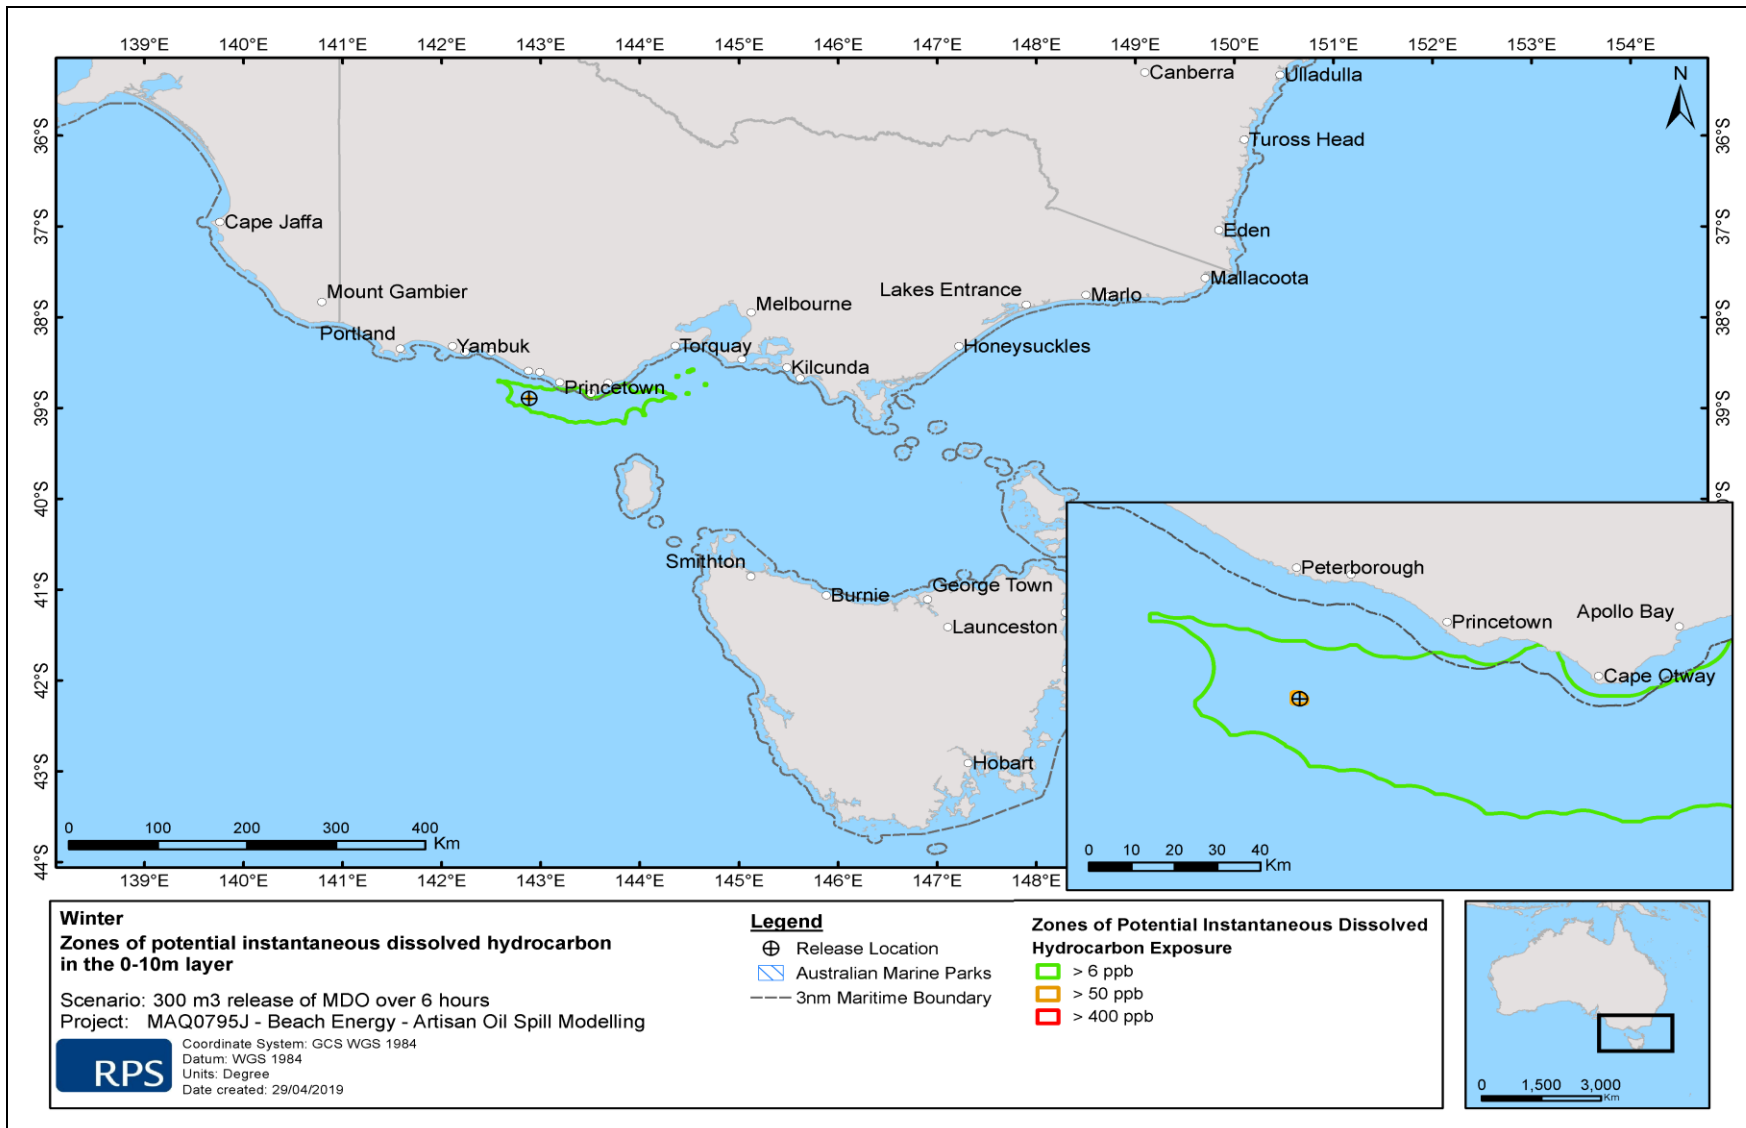 139°E 140°E 141°E 142°E 143°E 144°E 145°E 146°E 147°E 148°E 149°E 150°E 151°E 152°E 153°E 154°E
Canberra
Ulladulla
N
36°S
Tuross Head
36°S
Cape Jaffa
37°S
Eden
37°S
Mallacoota
Mount Gambier
Lakes Entrance
Marlo
Melbourne
38°S
38°S
Portland
Yambuk
Torquay
Honeysuckles
Kilcunda
Princetown
39°S
39°S
40°S
Smithton
41°S
Burnie
George Town
Launceston
42°S
Hobart
43°S
44°S
0 100 200 300 400
Km
139°E 140°E 141°E 142°E 143°E 144°E 145°E 146°E 147°E 148°E
Peterborough
Princetown
Apollo Bay
Cape Otway
0 10 20 30 40
Km
Winter
Zones of potential instantaneous dissolved hydrocarbon
in the 0-10m layer
Scenario: 300 m3 release of MDO over 6 hours
Project: MAQ0795J - Beach Energy - Artisan Oil Spill Modelling
RPS
Coordinate System: GCS WGS 1984
Datum: WGS 1984
Units: Degree
Date created: 29/04/2019
Legend
Release Location
Australian Marine Parks
3nm Maritime Boundary
Zones of Potential Instantaneous Dissolved
Hydrocarbon Exposure
> 6 ppb
> 50 ppb
> 400 ppb
0 1,500 3,000
Km